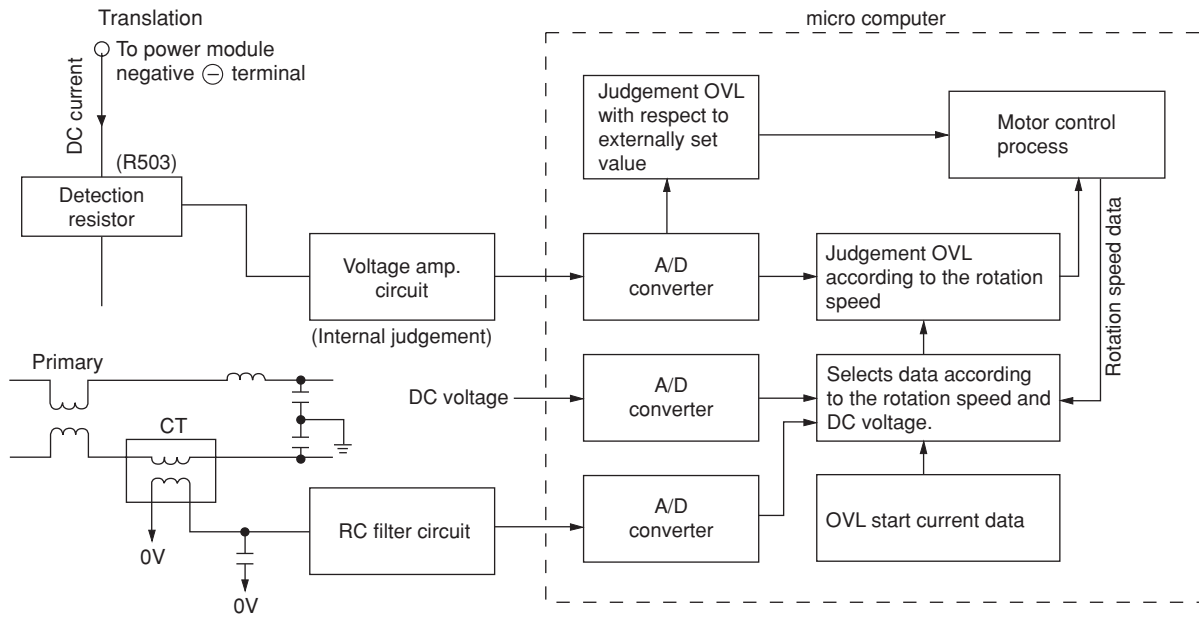 Translation
micro computer
To power module
negative ⊖ terminal
DC current
(R503)
Detection
resistor
Voltage amp.
circuit
(Internal judgement)
Judgement OVL
with respect to
externally set
value
Motor control
process
A/D
converter
Judgement OVL
according to the rotation
speed
Rotation speed data
Primary
CT
0V
0V
DC voltage
A/D
converter
Selects data according
to the rotation speed and
DC voltage.
RC filter circuit
A/D
converter
OVL start current data